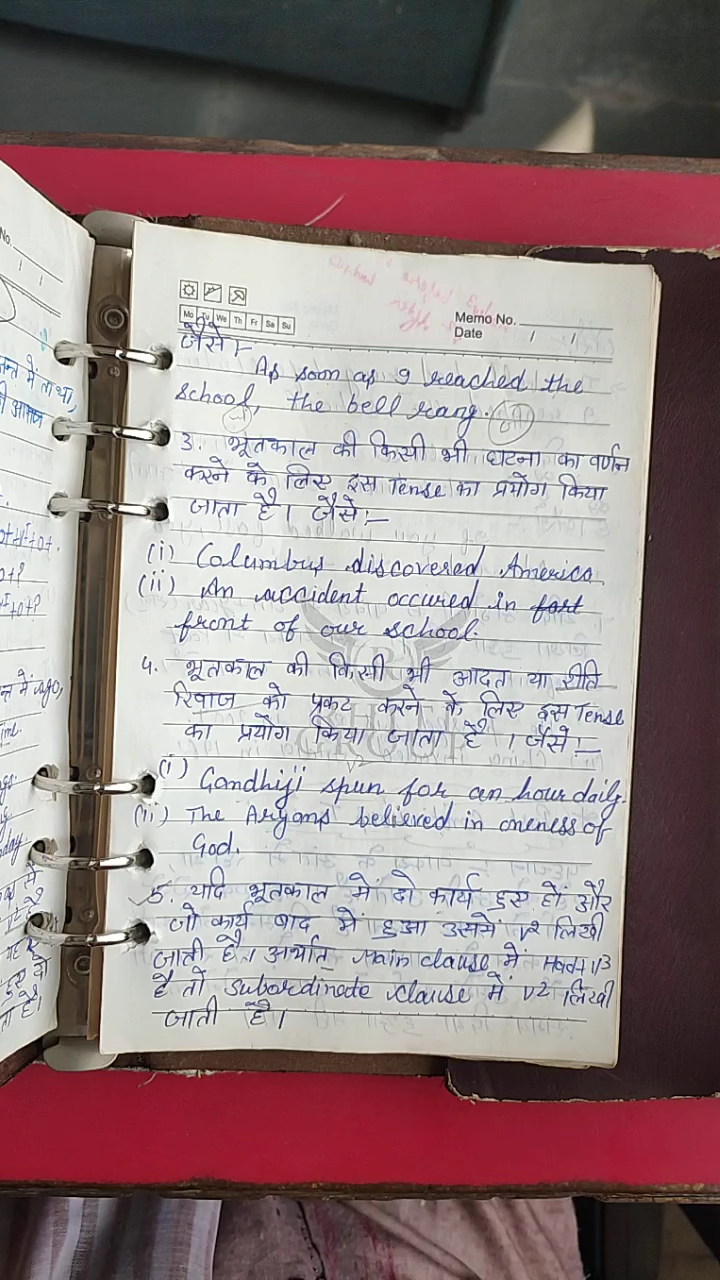 Mo Tu We Th Fr Sa Su
Memo No.
Date / /
जैसे:-
As soon as I reached the
school, the bell rang.
3. भूतकाल की किसी भी घटना का वर्णन
करने के लिए इस Tense का प्रयोग किया
जाता है। जैसे:-
(i) Columbus discovered America.
(ii) An accident occured in
front of our school.
4. भूतकाल की किसी भी आदत या रीति
रिवाज को प्रकट करने के लिए इस Tense
का प्रयोग किया जाता है। जैसे:-
(i) Gandhiji spun for an hour daily.
(ii) The Aryans believed in oneness of
God.
5. यदि भूतकाल में दो कार्य हुए हों और
जो कार्य बाद में हुआ उसमें V2 लिखी
जाती है। अर्थात् Main clause में Had+V3
है तो subordinate clause में V2 लिखी
जाती है।
GROUP
No.
/ /
में ago,